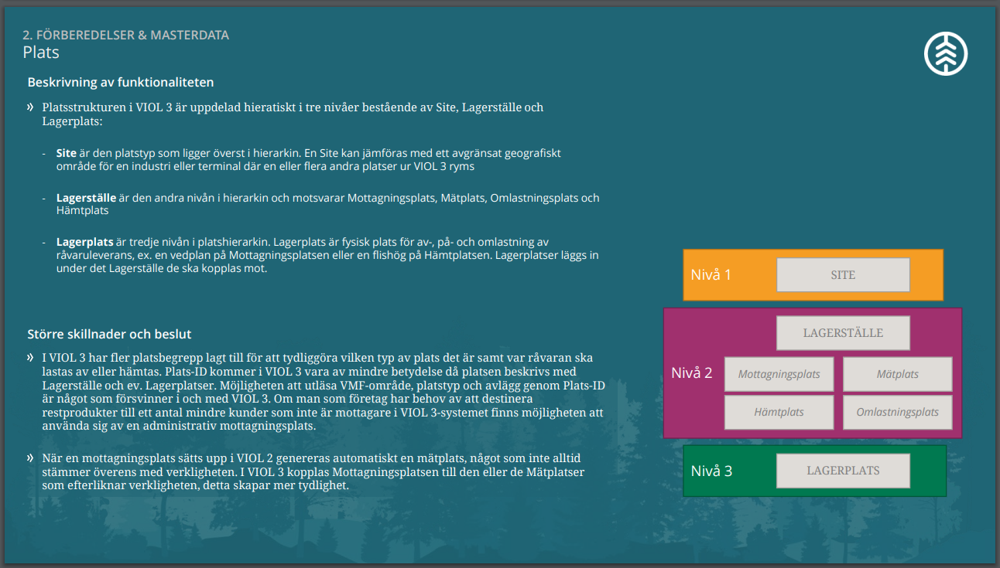 2. FÖRBEREDELSER & MASTERDATA
Plats
Beskrivning av funktionaliteten
» Platsstrukturen i VIOL 3 är uppdelad hieratiskt i tre nivåer bestående av Site, Lagerställe och
Lagerplats:
- Site är den platstyp som ligger överst i hierarkin. En Site kan jämföras med ett avgränsat geografiskt
område för en industri eller terminal där en eller flera andra platser ur VIOL 3 ryms
- Lagerställe är den andra nivån i hierarkin och motsvarar Mottagningsplats, Mätplats, Omlastningsplats och
Hämtplats
- Lagerplats är tredje nivån i platshierarkin. Lagerplats är fysisk plats för av-, på- och omlastning av
råvaruleverans, ex. en vedplan på Mottagningsplatsen eller en flishög på Hämtplatsen. Lagerplatser läggs in
under det Lagerställe de ska kopplas mot.
Större skillnader och beslut
» I VIOL 3 har fler platsbegrepp lagt till för att tydliggöra vilken typ av plats det är samt var råvaran ska
lastas av eller hämtas. Plats-ID kommer i VIOL 3 vara av mindre betydelse då platsen beskrivs med
Lagerställe och ev. Lagerplatser. Möjligheten att utläsa VMF-område, platstyp och avlägg genom Plats-ID
är något som försvinner i och med VIOL 3. Om man som företag har behov av att destinera
restprodukter till ett antal mindre kunder som inte är mottagare i VIOL 3-systemet finns möjligheten att
använda sig av en administrativ mottagningsplats.
» När en mottagningsplats sätts upp i VIOL 2 genereras automatiskt en mätplats, något som inte alltid
stämmer överens med verkligheten. I VIOL 3 kopplas Mottagningsplatsen till den eller de Mätplatser
som efterliknar verkligheten, detta skapar mer tydlighet.
Nivå 1
SITE
LAGERSTÄLLE
Nivå 2
Mottagningsplats
Mätplats
Hämtplats
Omlastningsplats
Nivå 3
LAGERPLATS